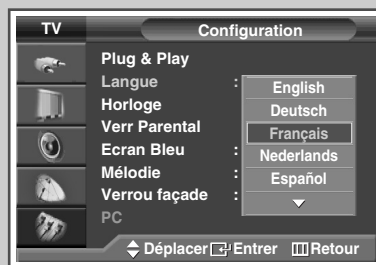 TV
Configuration
Plug & Play
Langue :
English
Horloge
Deutsch
Verr Parental
Français
Ecran Bleu :
Nederlands
Mélodie :
Español
Verrou façade :
PC
Déplacer Entrer Retour